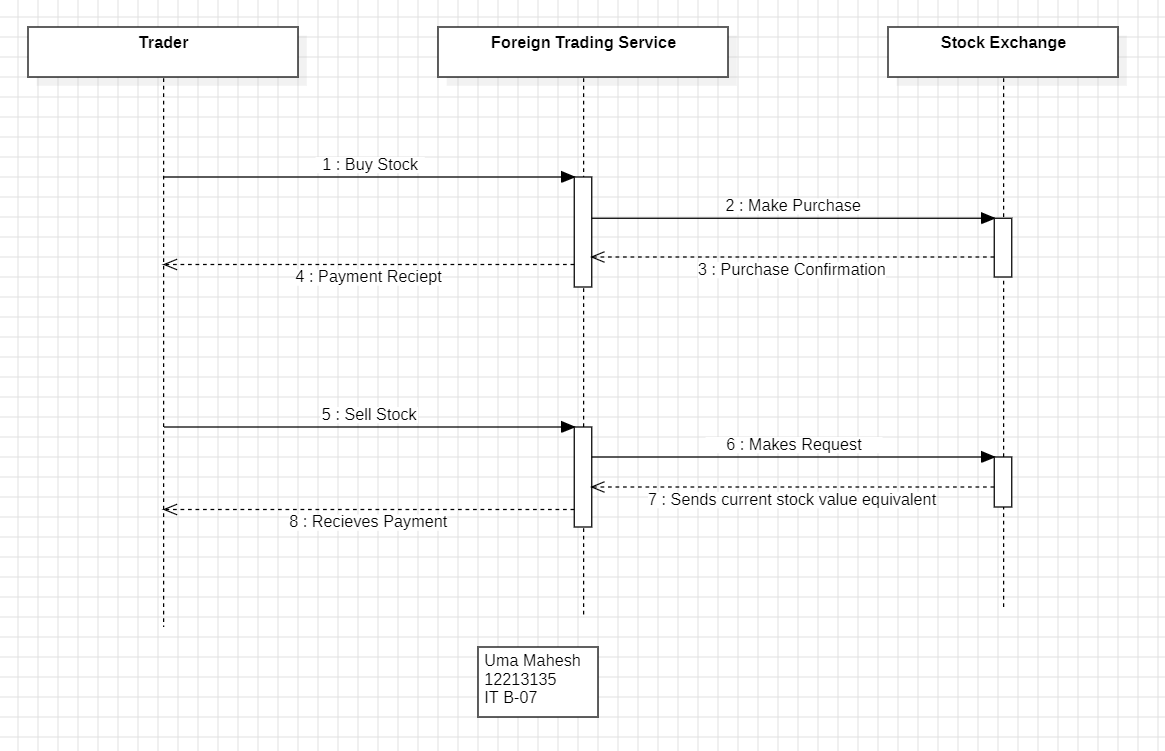 Trader
Foreign Trading Service
Stock Exchange
1 : Buy Stock
2 : Make Purchase
3 : Purchase Confirmation
4 : Payment Reciept
5 : Sell Stock
6 : Makes Request
7 : Sends current stock value equivalent
8 : Recieves Payment
Uma Mahesh
12213135
IT B-07